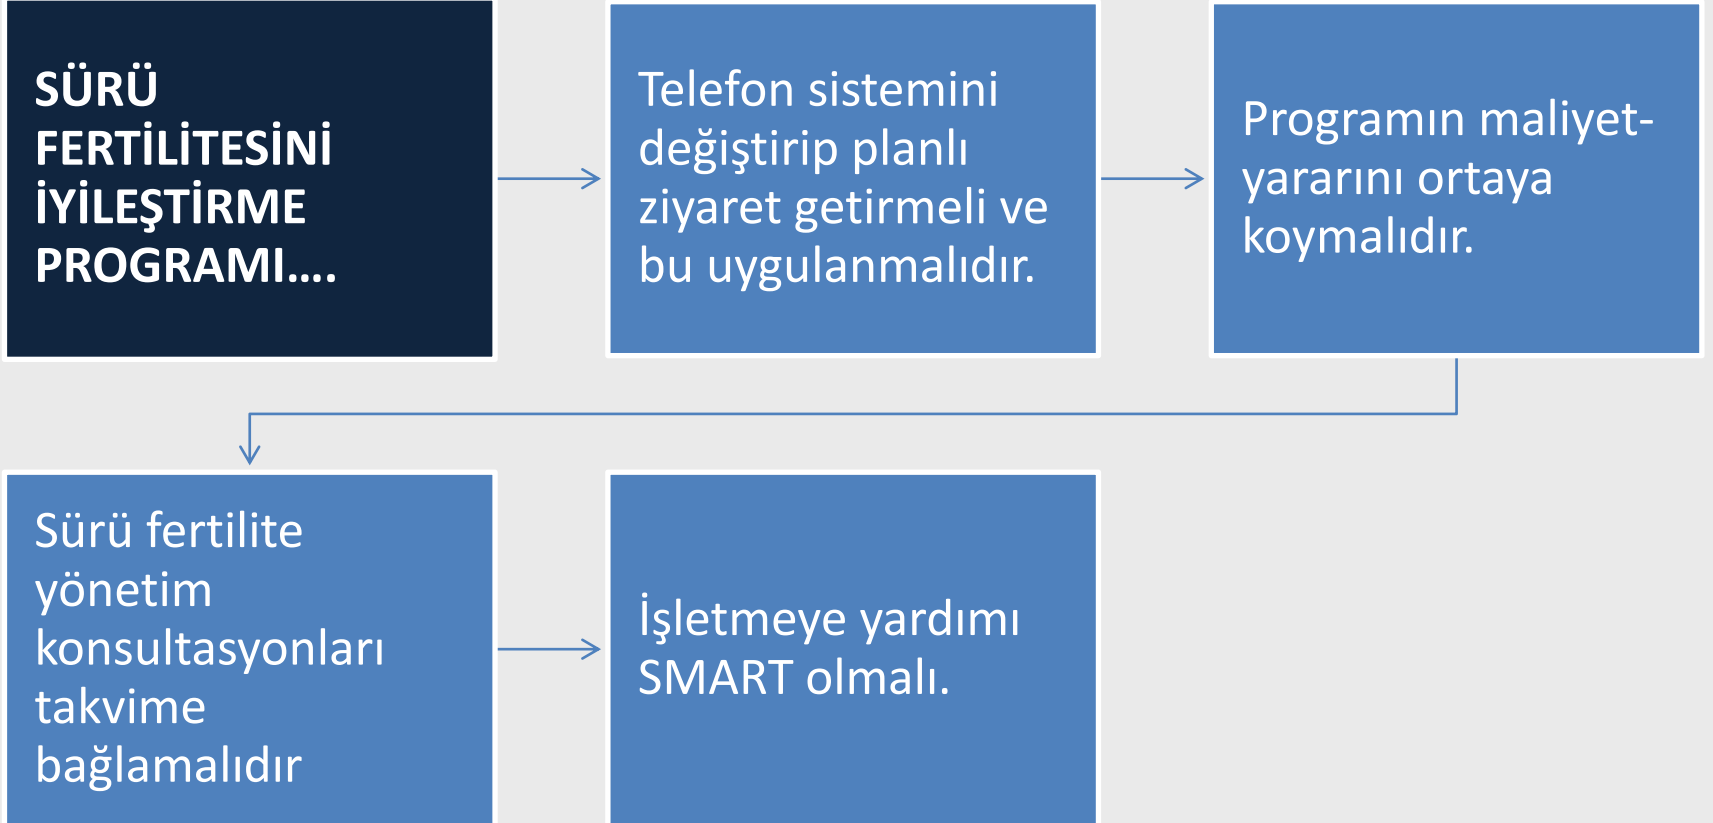 SÜRÜ
FERTİLİTESİNİ
İYİLEŞTİRME
PROGRAMI....
Telefon sistemini
değiştirip planlı
ziyaret getirmeli ve
bu uygulanmalıdır.
Programın maliyet-
yararını ortaya
koymalıdır.
Sürü fertilite
yönetim
konsultasyonları
takvime
bağlamalıdır
İşletmeye yardımı
SMART olmalı.